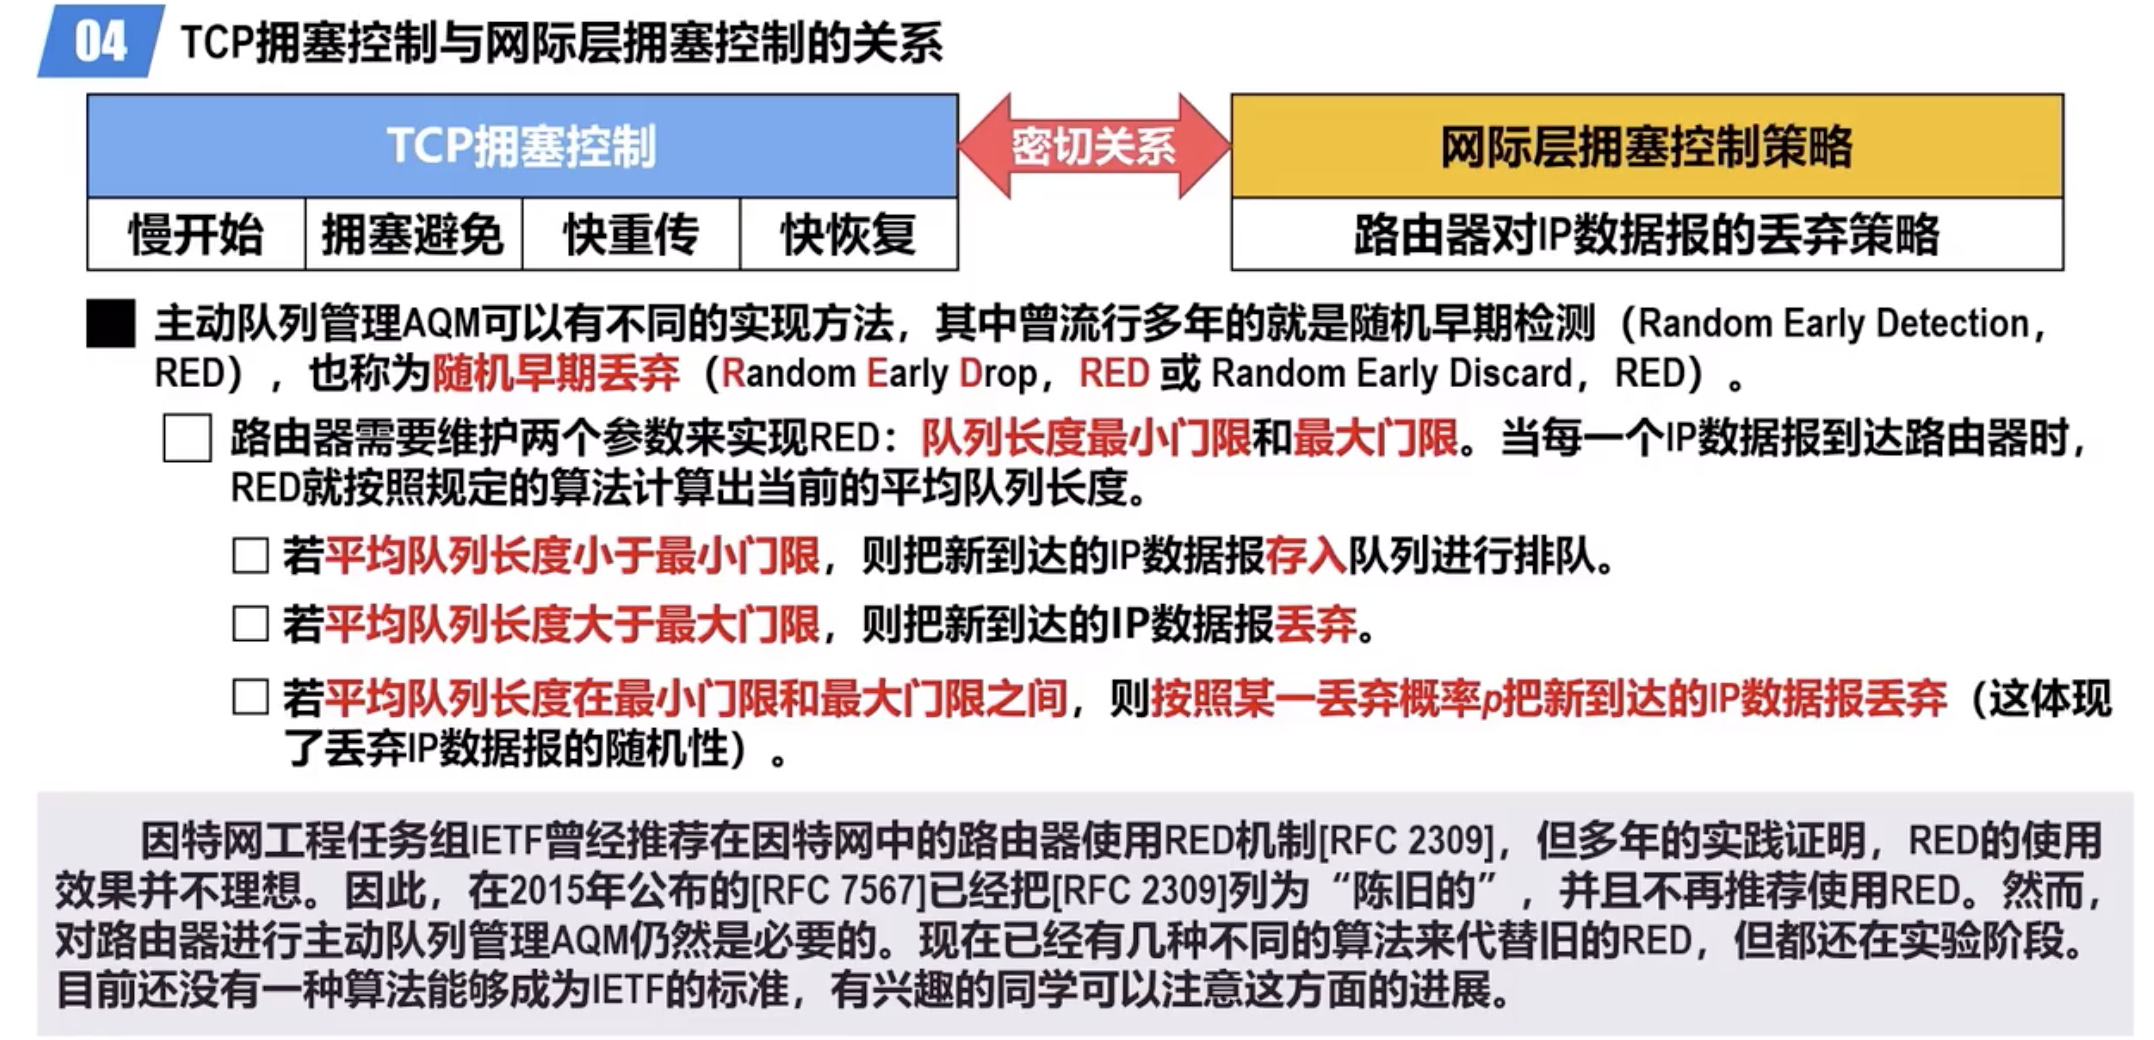 04 TCP拥塞控制与网际层拥塞控制的关系
TCP拥塞控制
密切关系
网际层拥塞控制策略
慢开始 拥塞避免 快重传 快恢复
路由器对IP数据报的丢弃策略
主动队列管理AQM可以有不同的实现方法，其中曾流行多年的就是随机早期检测（Random Early Detection，
RED），也称为随机早期丢弃（Random Early Drop，RED 或 Random Early Discard，RED）。
路由器需要维护两个参数来实现RED：队列长度最小门限和最大门限。当每一个IP数据报到达路由器时，
RED就按照规定的算法计算出当前的平均队列长度。
若平均队列长度小于最小门限，则把新到达的IP数据报存入队列进行排队。
若平均队列长度大于最大门限，则把新到达的IP数据报丢弃。
若平均队列长度在最小门限和最大门限之间，则按照某一丢弃概率p把新到达的IP数据报丢弃（这体现
了丢弃IP数据报的随机性）。
因特网工程任务组IETF曾经推荐在因特网中的路由器使用RED机制[RFC 2309]，但多年的实践证明，RED的使用
效果并不理想。因此，在2015年公布的[RFC 7567]已经把[RFC 2309]列为“陈旧的”，并且不再推荐使用RED。然而，
对路由器进行主动队列管理AQM仍然是必要的。现在已经有几种不同的算法来代替旧的RED，但都还在实验阶段。
目前还没有一种算法能够成为IETF的标准，有兴趣的同学可以注意这方面的进展。